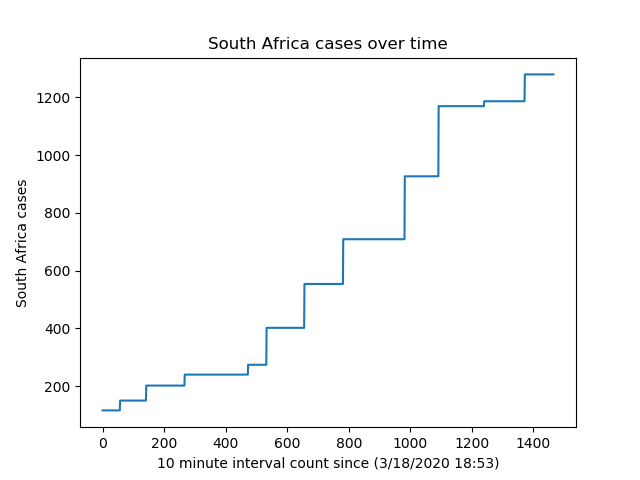 South Africa cases over time
1200
1000
800
600
400
200
South Africa cases
0 200 400 600 800 1000 1200 1400
10 minute interval count since (3/18/2020 18:53)